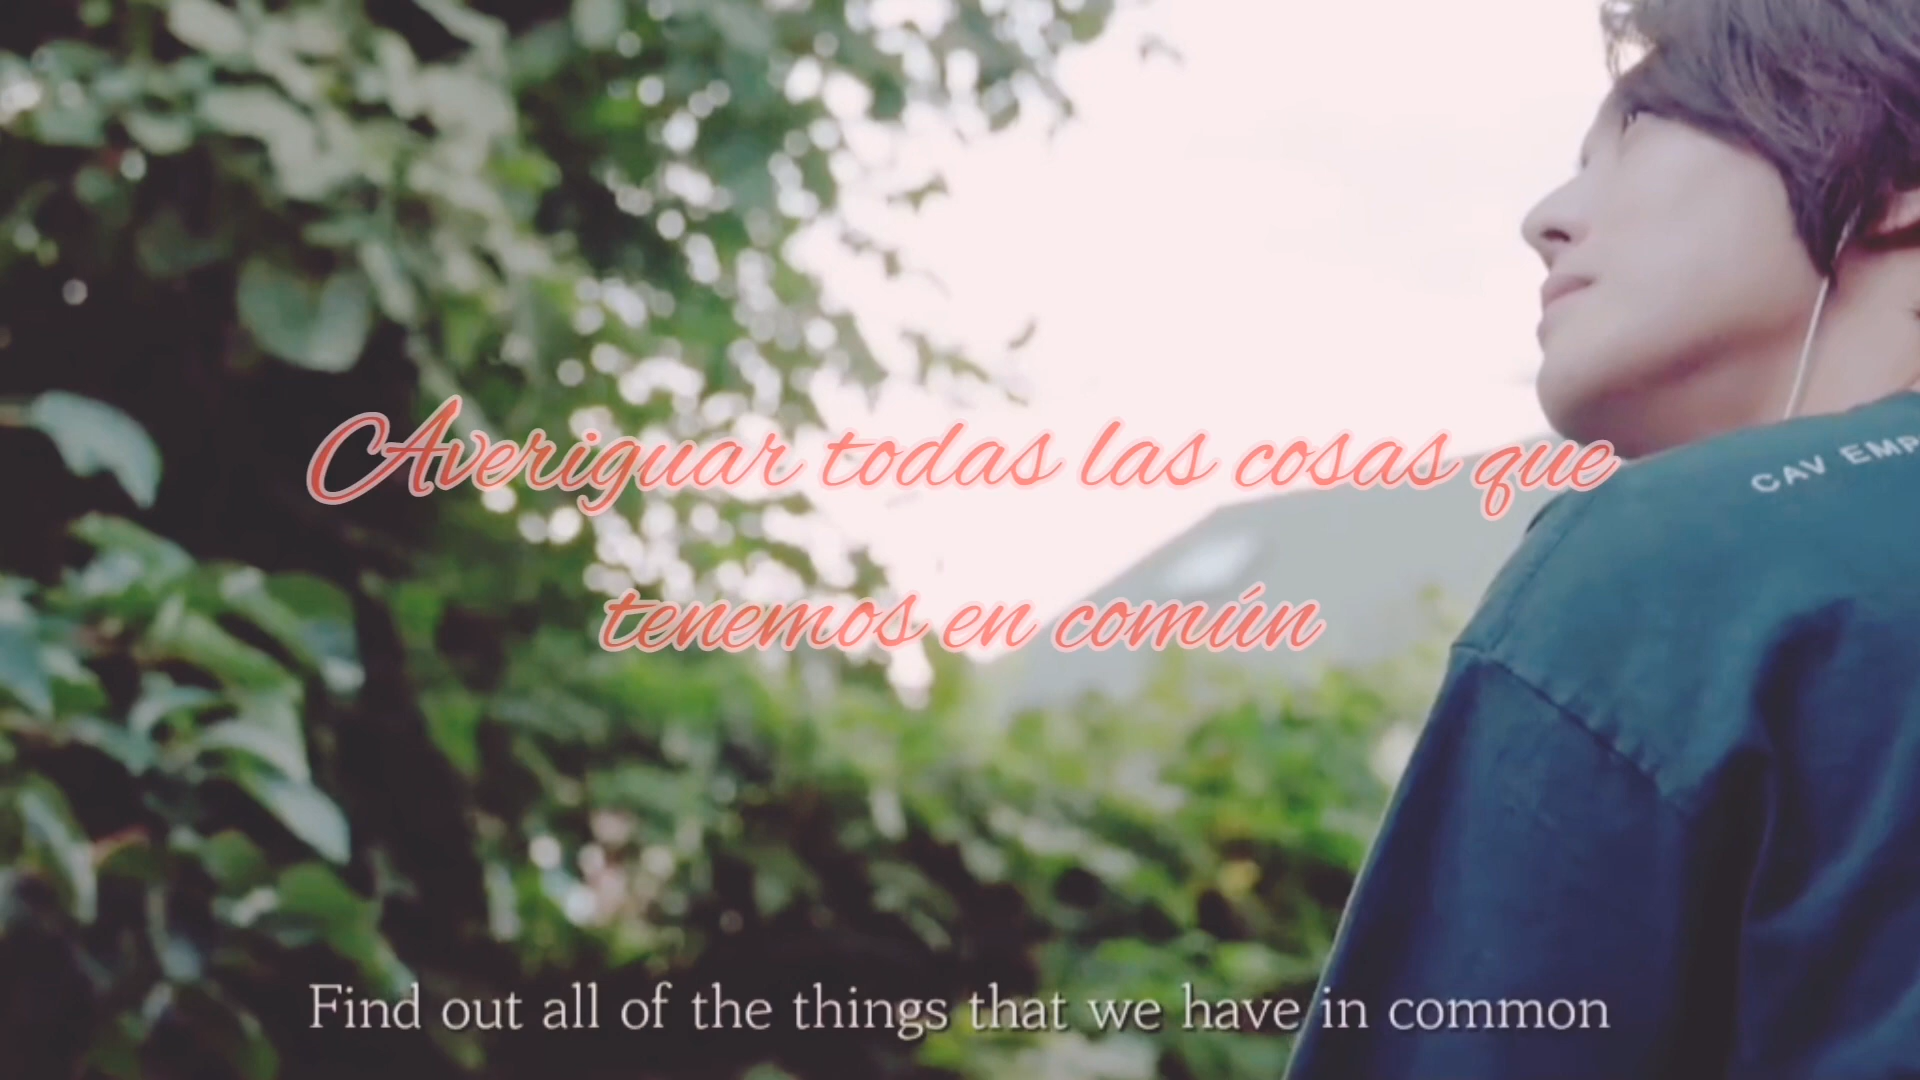 Averiguar todas las cosas que
CAV EMP
tenemos en común
Find out all of the things that we have in common